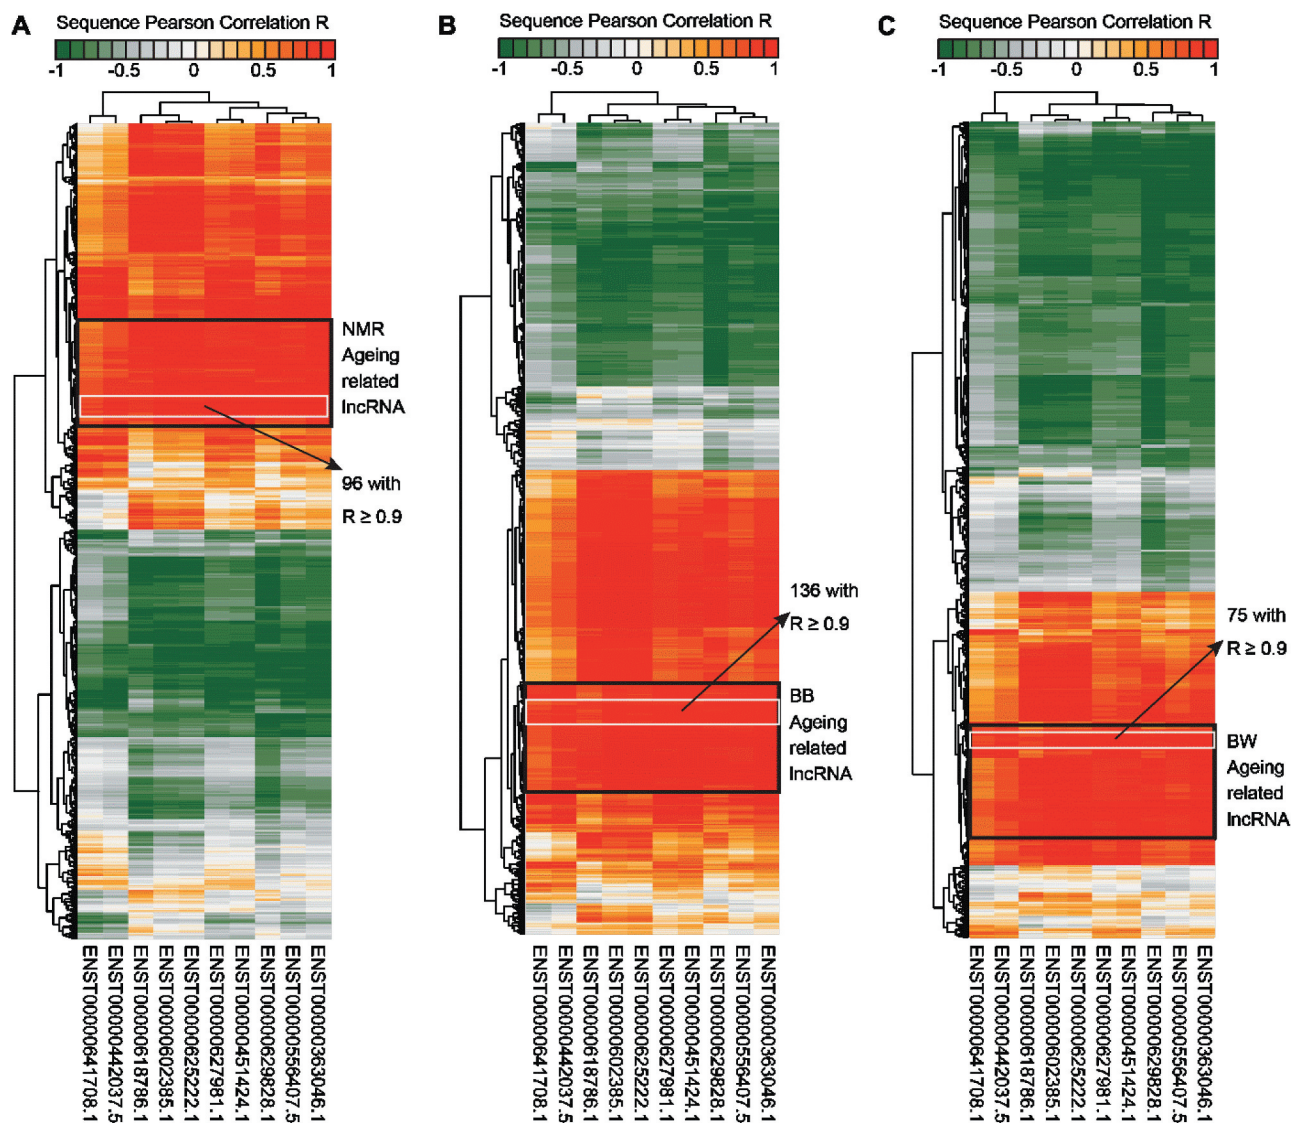 A
Sequence Pearson Correlation R
-1 -0.5 0 0.5 1
NMR
Ageing
related
lncRNA
96 with
R ≥ 0.9
ENST00000641708.1
ENST00000442037.5
ENST00000618786.1
ENST00000602385.1
ENST00000625222.1
ENST00000627981.1
ENST00000451424.1
ENST00000629828.1
ENST00000556407.5
ENST00000363046.1
B
Sequence Pearson Correlation R
-1 -0.5 0 0.5 1
136 with
R ≥ 0.9
BB
Ageing
related
lncRNA
ENST00000641708.1
ENST00000442037.5
ENST00000618786.1
ENST00000602385.1
ENST00000625222.1
ENST00000627981.1
ENST00000451424.1
ENST00000629828.1
ENST00000556407.5
ENST00000363046.1
C
Sequence Pearson Correlation R
-1 -0.5 0 0.5 1
75 with
R ≥ 0.9
BW
Ageing
related
lncRNA
ENST00000641708.1
ENST00000442037.5
ENST00000618786.1
ENST00000602385.1
ENST00000625222.1
ENST00000627981.1
ENST00000451424.1
ENST00000629828.1
ENST00000556407.5
ENST00000363046.1